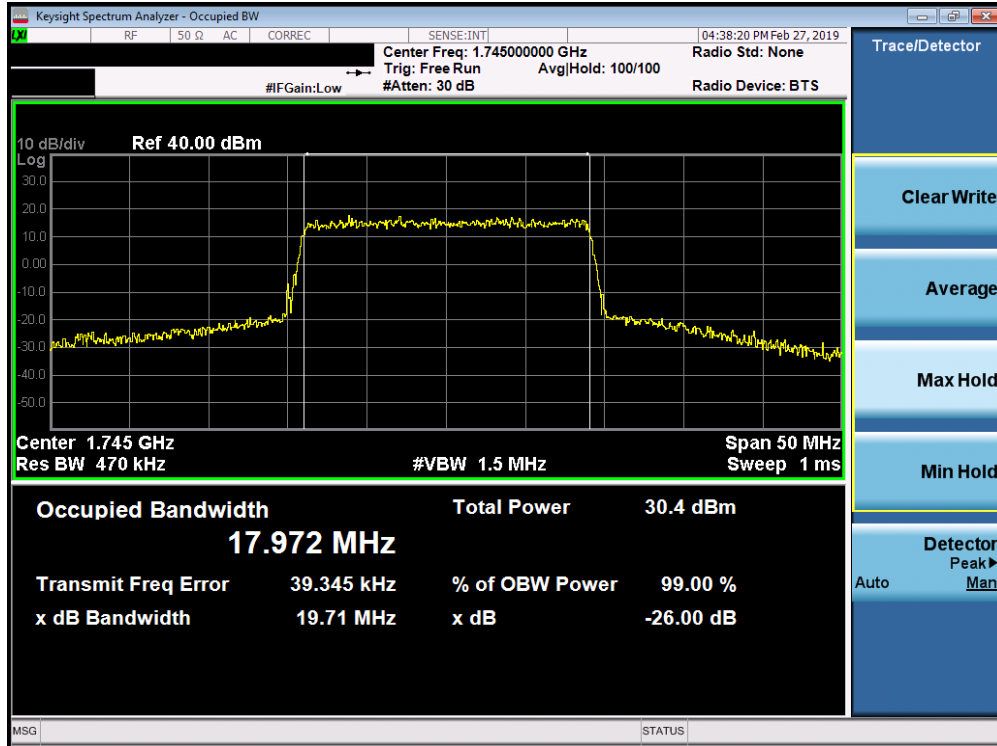 Keysight Spectrum Analyzer - Occupied BW
LXI RF 50 Ω AC CORREC SENSE:INT 04:38:20 PM Feb 27, 2019
Center Freq: 1.745000000 GHz Radio Std: None
Trig: Free Run Avg|Hold: 100/100
#IFGain:Low #Atten: 30 dB Radio Device: BTS
Trace/Detector
10 dB/div Ref 40.00 dBm
Log
30.0
20.0
10.0
0.00
-10.0
-20.0
-30.0
-40.0
-50.0
Center 1.745 GHz Span 50 MHz
Res BW 470 kHz #VBW 1.5 MHz Sweep 1 ms
Occupied Bandwidth Total Power 30.4 dBm
17.972 MHz
Transmit Freq Error 39.345 kHz % of OBW Power 99.00 %
x dB Bandwidth 19.71 MHz x dB -26.00 dB
Clear Write
Average
Max Hold
Min Hold
Detector
Peak▶
Auto Man
MSG STATUS